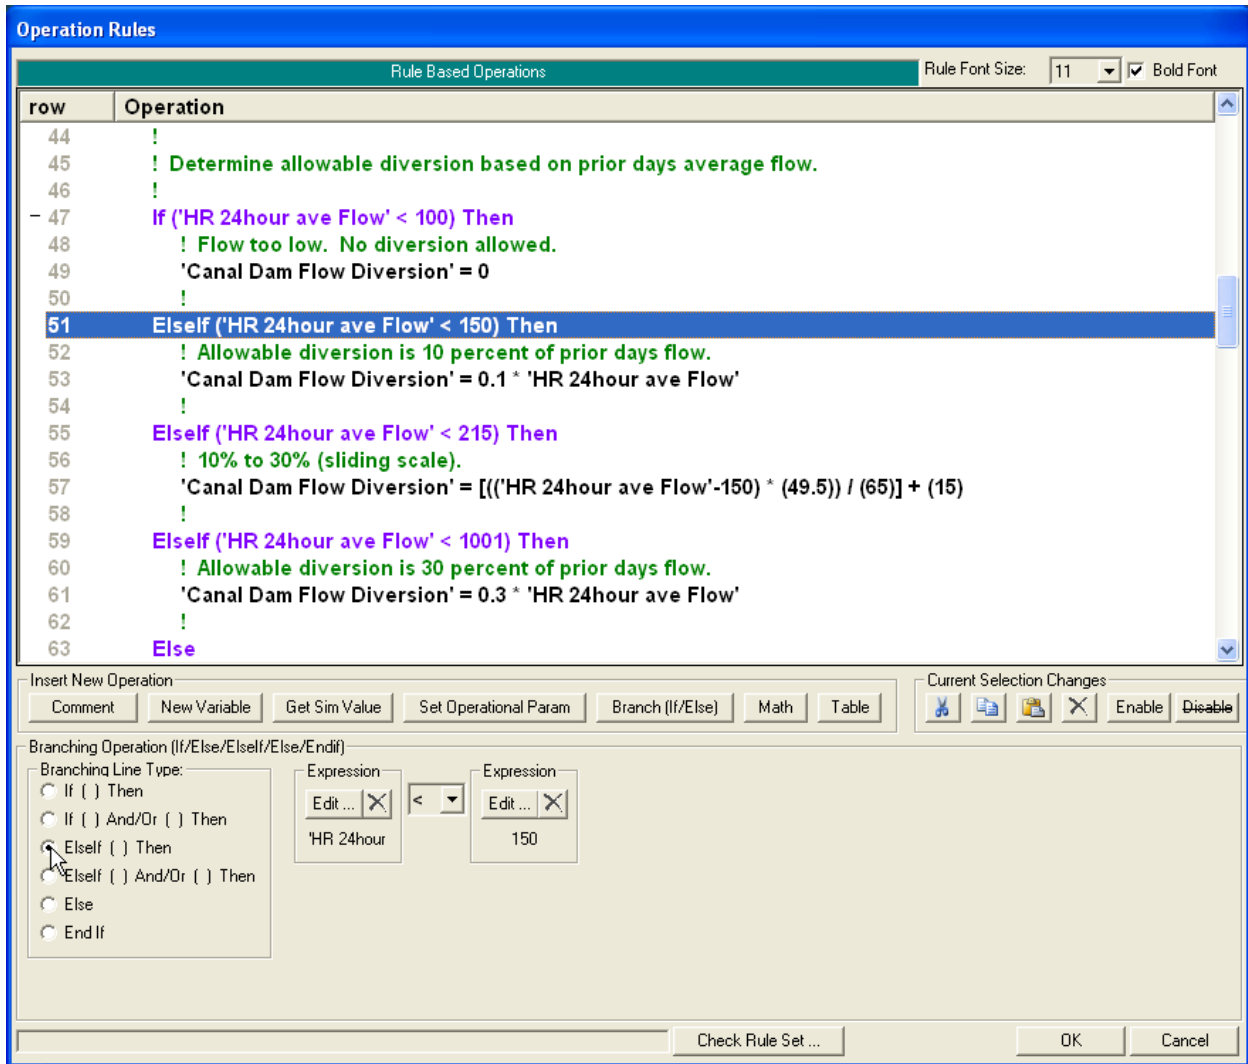 Operation Rules
Rule Based Operations
Rule Font Size: 11 Bold Font
row Operation
44 !
45 ! Determine allowable diversion based on prior days average flow.
46 !
- 47 If ('HR 24hour ave Flow' < 100) Then
48 ! Flow too low. No diversion allowed.
49 'Canal Dam Flow Diversion' = 0
50 !
51 ElseIf ('HR 24hour ave Flow' < 150) Then
52 ! Allowable diversion is 10 percent of prior days flow.
53 'Canal Dam Flow Diversion' = 0.1 * 'HR 24hour ave Flow'
54 !
55 ElseIf ('HR 24hour ave Flow' < 215) Then
56 ! 10% to 30% (sliding scale).
57 'Canal Dam Flow Diversion' = [(('HR 24hour ave Flow'-150) * (49.5)) / (65)] + (15)
58 !
59 ElseIf ('HR 24hour ave Flow' < 1001) Then
60 ! Allowable diversion is 30 percent of prior days flow.
61 'Canal Dam Flow Diversion' = 0.3 * 'HR 24hour ave Flow'
62 !
63 Else
Insert New Operation
Comment New Variable Get Sim Value Set Operational Param Branch (If/Else) Math Table
Current Selection Changes
Enable Disable
Branching Operation (If/Else/ElseIf/Else/Endif)
Branching Line Type:
If ( ) Then
If ( ) And/Or ( ) Then
ElseIf ( ) Then
ElseIf ( ) And/Or ( ) Then
Else
End If
Expression
Edit ...
'HR 24hour
<
Expression
Edit ...
150
Check Rule Set ... OK Cancel